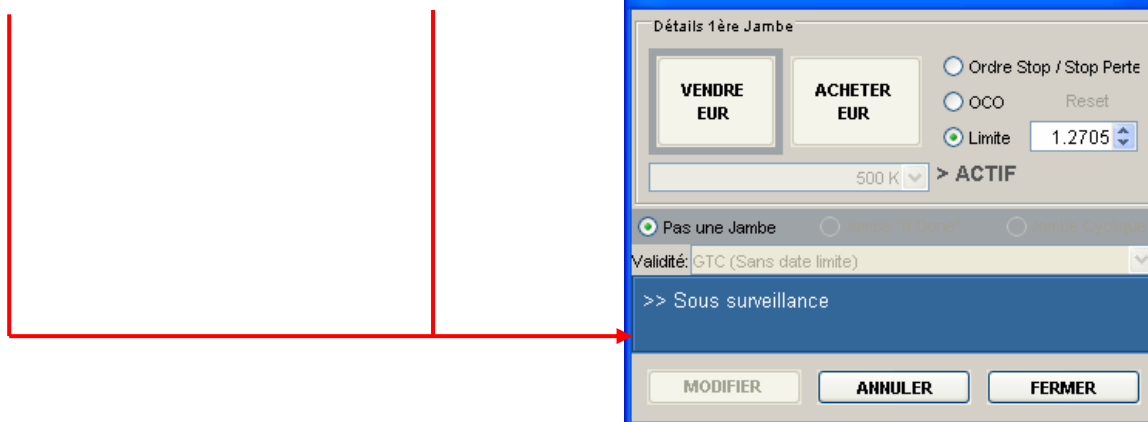 Détails 1ère Jambe
VENDRE
EUR
ACHETER
EUR
Ordre Stop / Stop Perte
OCO
Reset
Limite
1.2705
500 K
> ACTIF
Pas une Jambe
Validité:
GTC (Sans date limite)
>> Sous surveillance
MODIFIER
ANNULER
FERMER